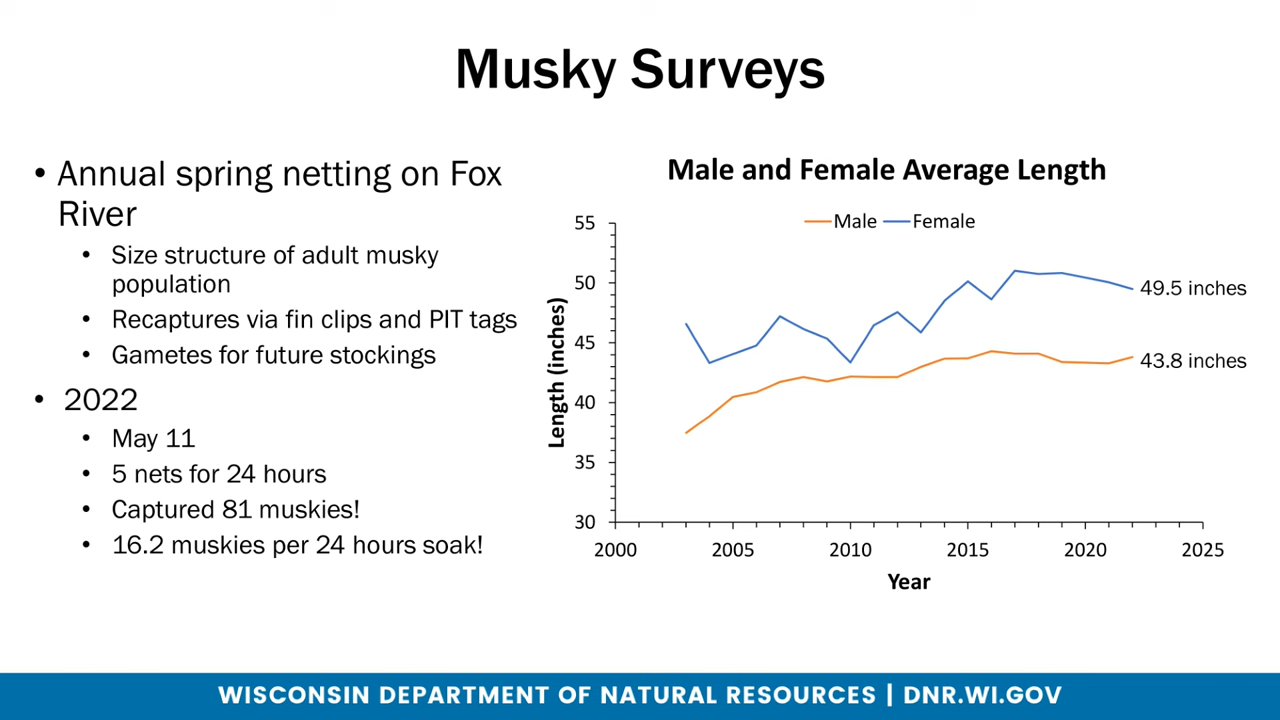 Musky Surveys
• Annual spring netting on Fox
River
• Size structure of adult musky
population
• Recaptures via fin clips and PIT tags
• Gametes for future stockings
• 2022
• May 11
• 5 nets for 24 hours
• Captured 81 muskies!
• 16.2 muskies per 24 hours soak!
Male and Female Average Length
Male Female
55
50
45
40
35
30
Length (inches)
49.5 inches
43.8 inches
2000 2005 2010 2015 2020 2025
Year
WISCONSIN DEPARTMENT OF NATURAL RESOURCES | DNR.WI.GOV